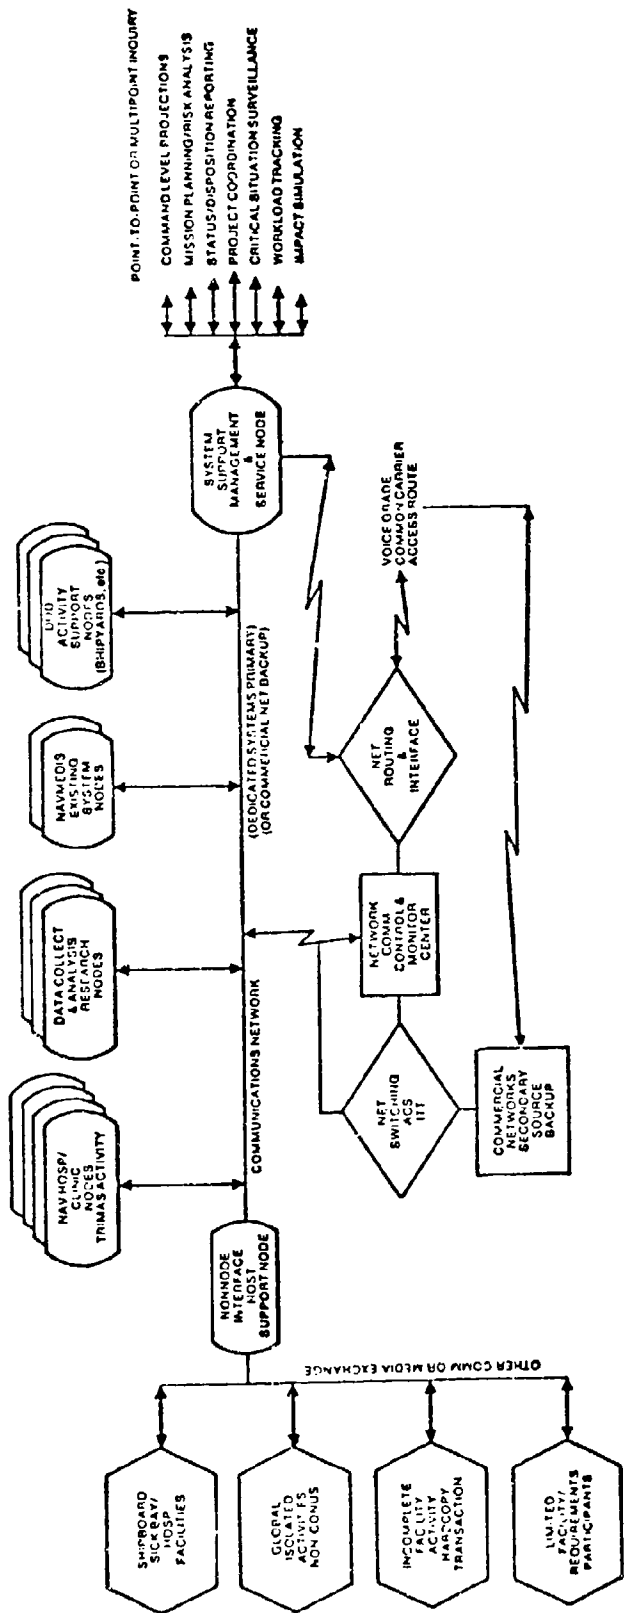 POINT-TO-POINT OR MULTIPOINT INQUIRY
COMMAND LEVEL PROJECTIONS
MISSION PLANNING/RISK ANALYSIS
STATUS/DISPOSITION REPORTING
PROJECT COORDINATION
CRITICAL SITUATION SURVEILLANCE
WORKLOAD TRACKING
IMPACT SIMULATION
SYSTEM
SUPPORT
MANAGEMENT
&
SERVICE NODE
DOD
ACTIVITY
SUPPORT
NODES
(SHIPYARDS, etc.)
NAVMEDIS
EXISTING
SYSTEM
NODES
DATA COLLECT
& ANALYSIS
RESEARCH
NODES
NAV HOSP/
CLINIC
NODES
TRIMAS ACTIVITY
(DEDICATED SYSTEMS PRIMARY)
(OR COMMERCIAL NET BACKUP)
COMMUNICATIONS NETWORK
VOICE GRADE
COMMON CARRIER
ACCESS ROUTE
NET
ROUTING
&
INTERFACE
NETWORK
COMM
CONTROL &
MONITOR
CENTER
NET
SWITCHING
ACS
ITT
COMMERCIAL
NETWORKS
SECONDARY
SOURCE
BACKUP
NONNODE
INTERFACE
HOST
SUPPORT NODE
OTHER COMM OR MEDIA EXCHANGE
SHIPBOARD
SICK BAY/
HOSP
FACILITIES
GLOBAL
ISOLATED
ACTIVITIES
NON CONUS
INCOMPLETE
FACILITY
ACTIVITY
HARDCOPY
TRANSACTION
LIMITED
FACILITY/
REQUIREMENTS
PARTICIPANTS